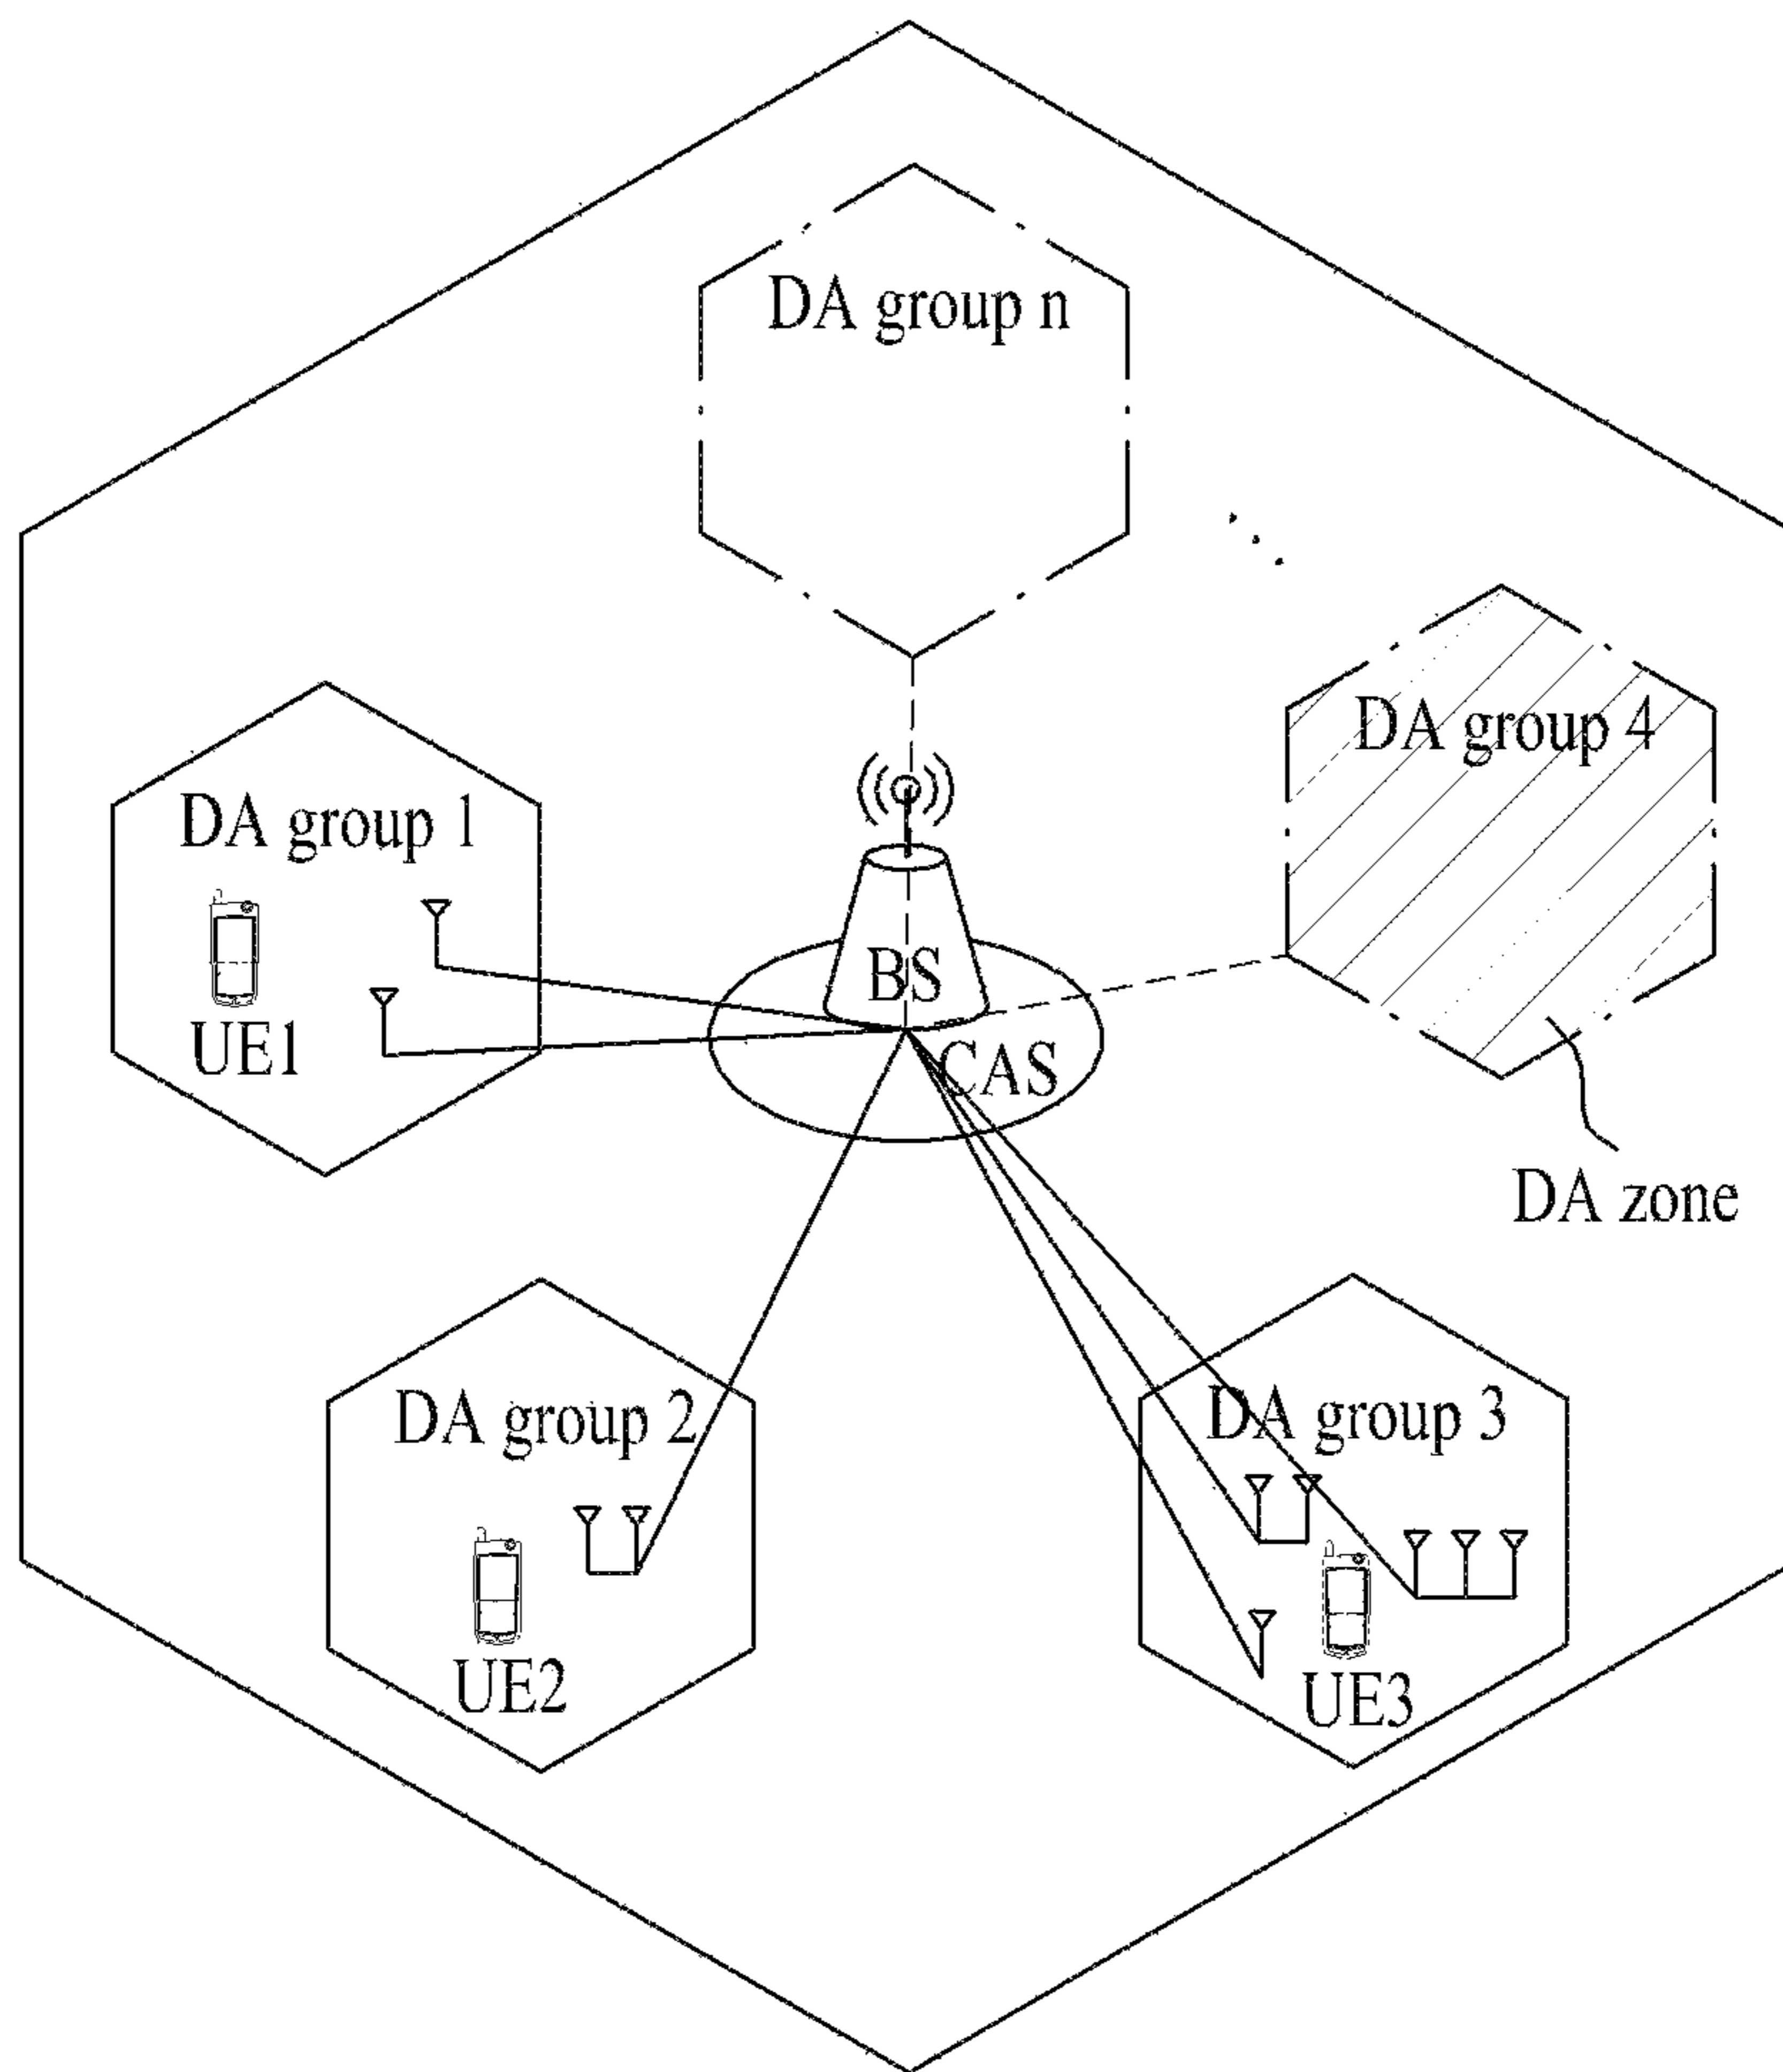 DA group n
DA group 4
DA group 1
BS
UE1
CAS
DA zone
DA group 2
DA group 3
UE2
UE3